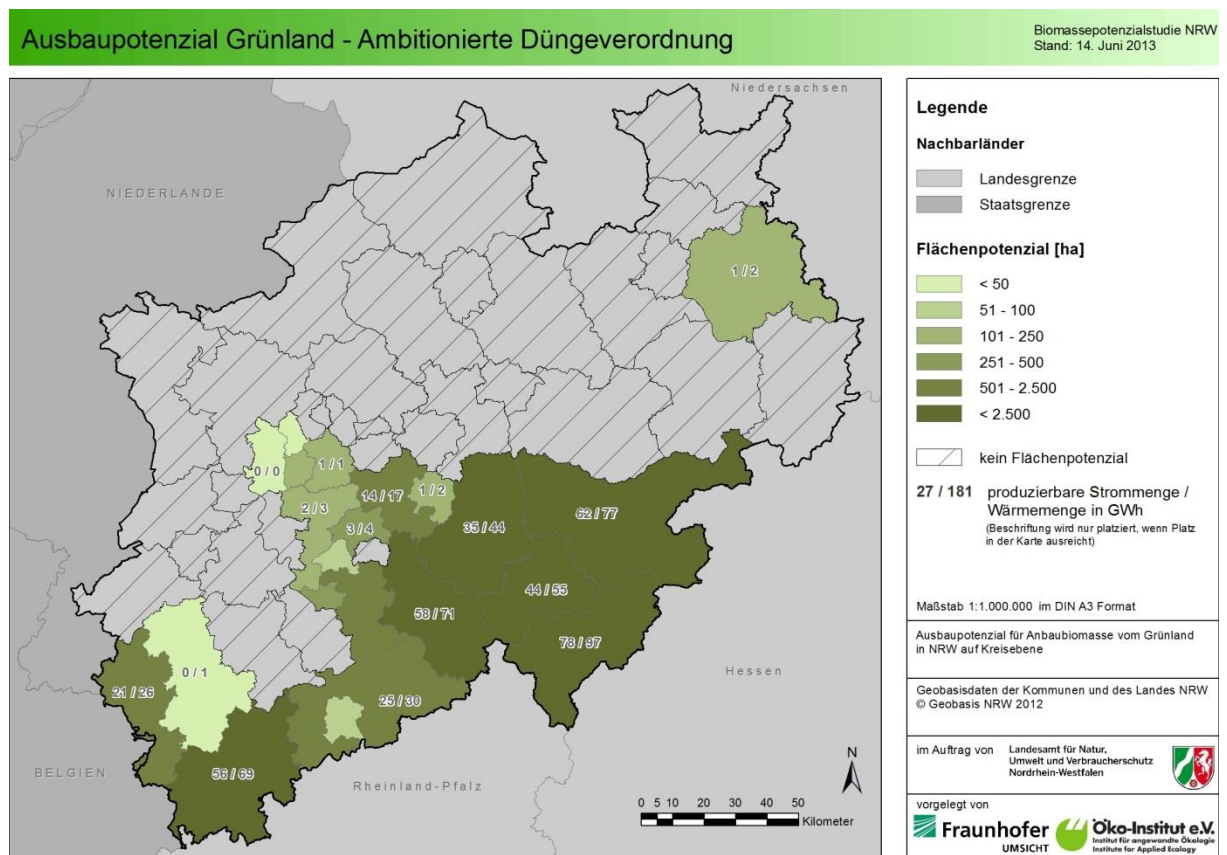 Ausbaupotenzial Grünland - Ambitionierte Düngeverordnung
Biomassepotenzialstudie NRW
Stand: 14. Juni 2013
Niedersachsen
NIEDERLANDE
1 / 2
0 / 0
1 / 1
14 / 17
1 / 2
2 / 3
3 / 4
35 / 44
62 / 77
44 / 55
58 / 71
78 / 97
0 / 1
21 / 26
25 / 30
56 / 69
Hessen
BELGIEN
Rheinland-Pfalz
N
0 5 10 20 30 40 50
Kilometer
Legende
Nachbarländer
Landesgrenze
Staatsgrenze
Flächenpotenzial [ha]
< 50
51 - 100
101 - 250
251 - 500
501 - 2.500
< 2.500
kein Flächenpotenzial
27 / 181 produzierbare Strommenge /
Wärmemenge in GWh
(Beschriftung wird nur platziert, wenn Platz
in der Karte ausreicht)
Maßstab 1:1.000.000 im DIN A3 Format
Ausbaupotenzial für Anbaubiomasse vom Grünland
in NRW auf Kreisebene
Geobasisdaten der Kommunen und des Landes NRW
© Geobasis NRW 2012
im Auftrag von
Landesamt für Natur,
Umwelt und Verbraucherschutz
Nordrhein-Westfalen
vorgelegt von
Fraunhofer
UMSICHT
Öko-Institut e.V.
Institut für angewandte Ökologie
Institute for Applied Ecology